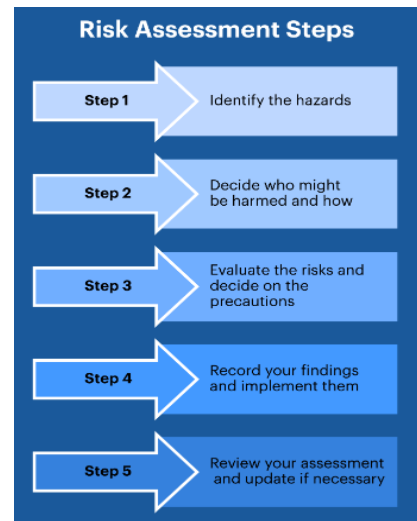 Risk Assessment Steps
Step 1
Identify the hazards
Step 2
Decide who might
be harmed and how
Step 3
Evaluate the risks and
decide on the
precautions
Step 4
Record your findings
and implement them
Step 5
Review your assessment
and update if necessary